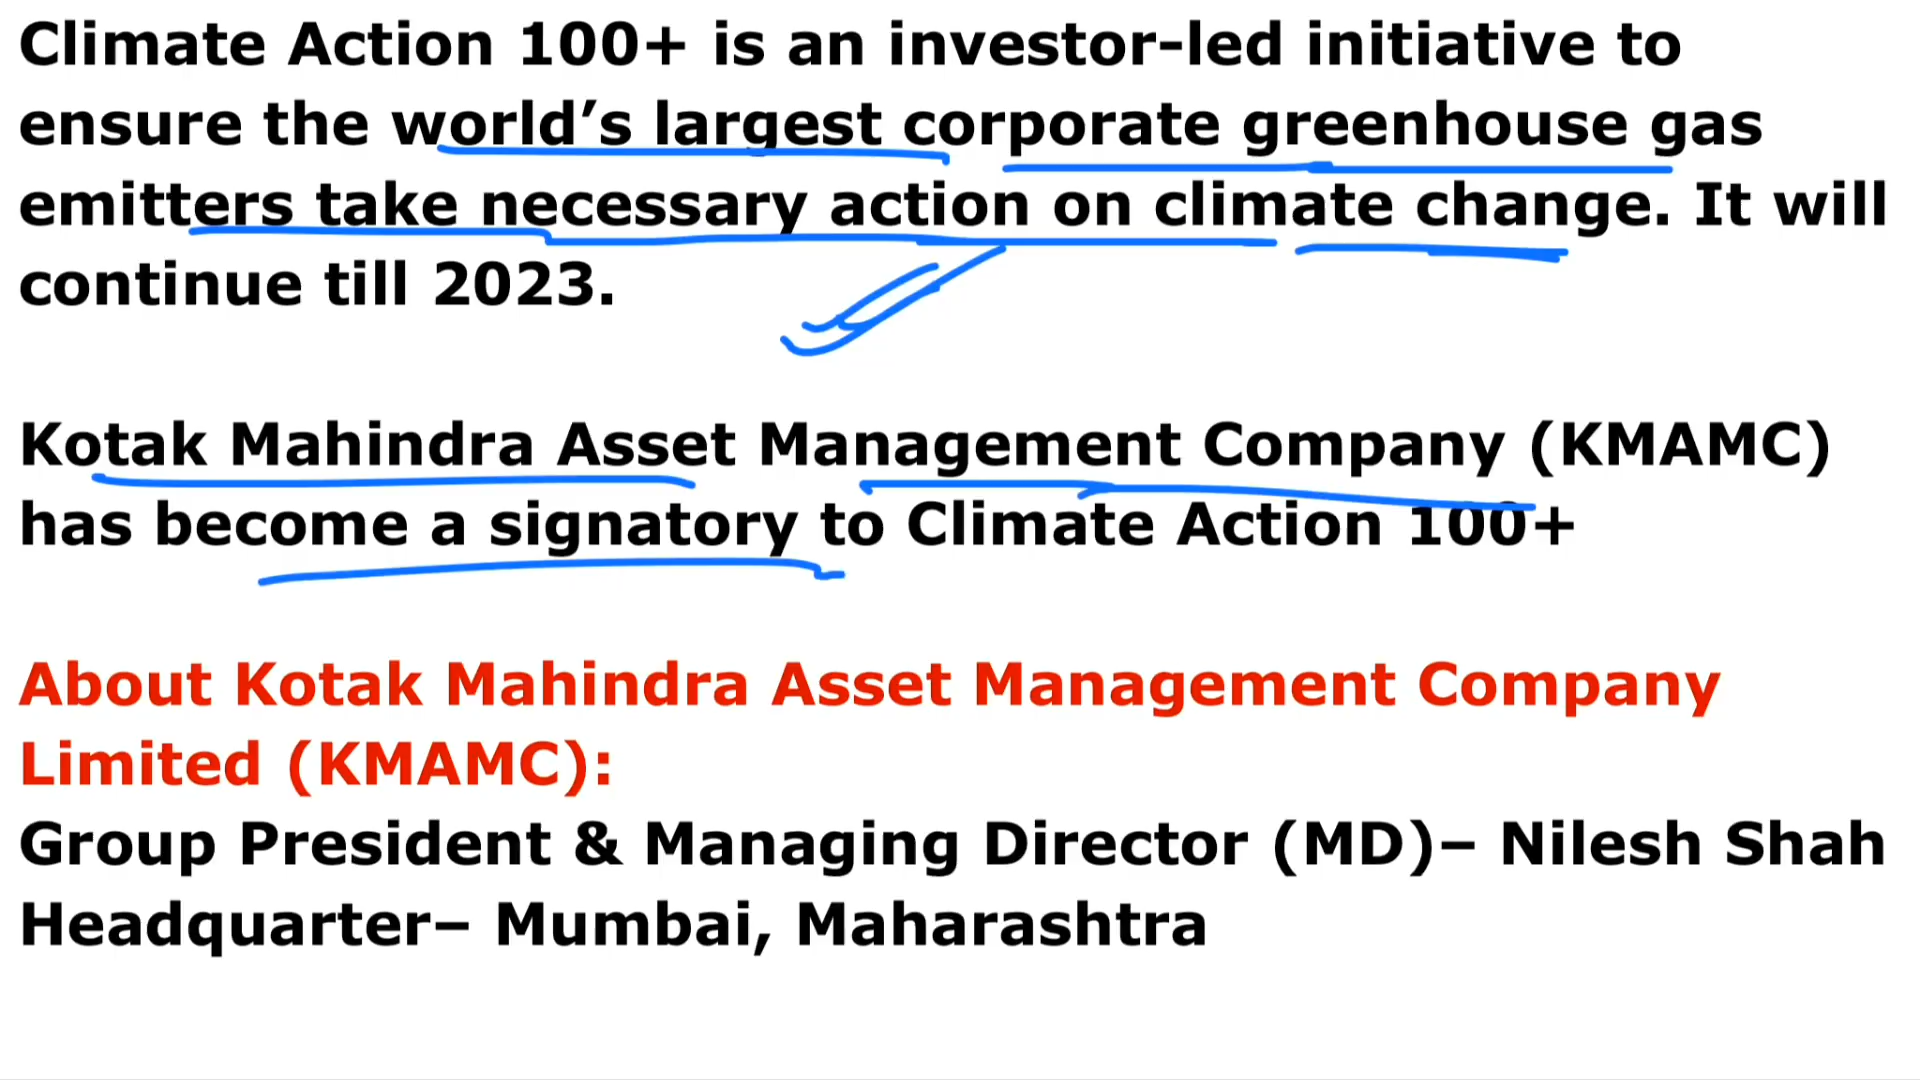 Climate Action 100+ is an investor-led initiative to
ensure the world’s largest corporate greenhouse gas
emitters take necessary action on climate change. It will
continue till 2023.
Kotak Mahindra Asset Management Company (KMAMC)
has become a signatory to Climate Action 100+
About Kotak Mahindra Asset Management Company
Limited (KMAMC):
Group President & Managing Director (MD)– Nilesh Shah
Headquarter– Mumbai, Maharashtra